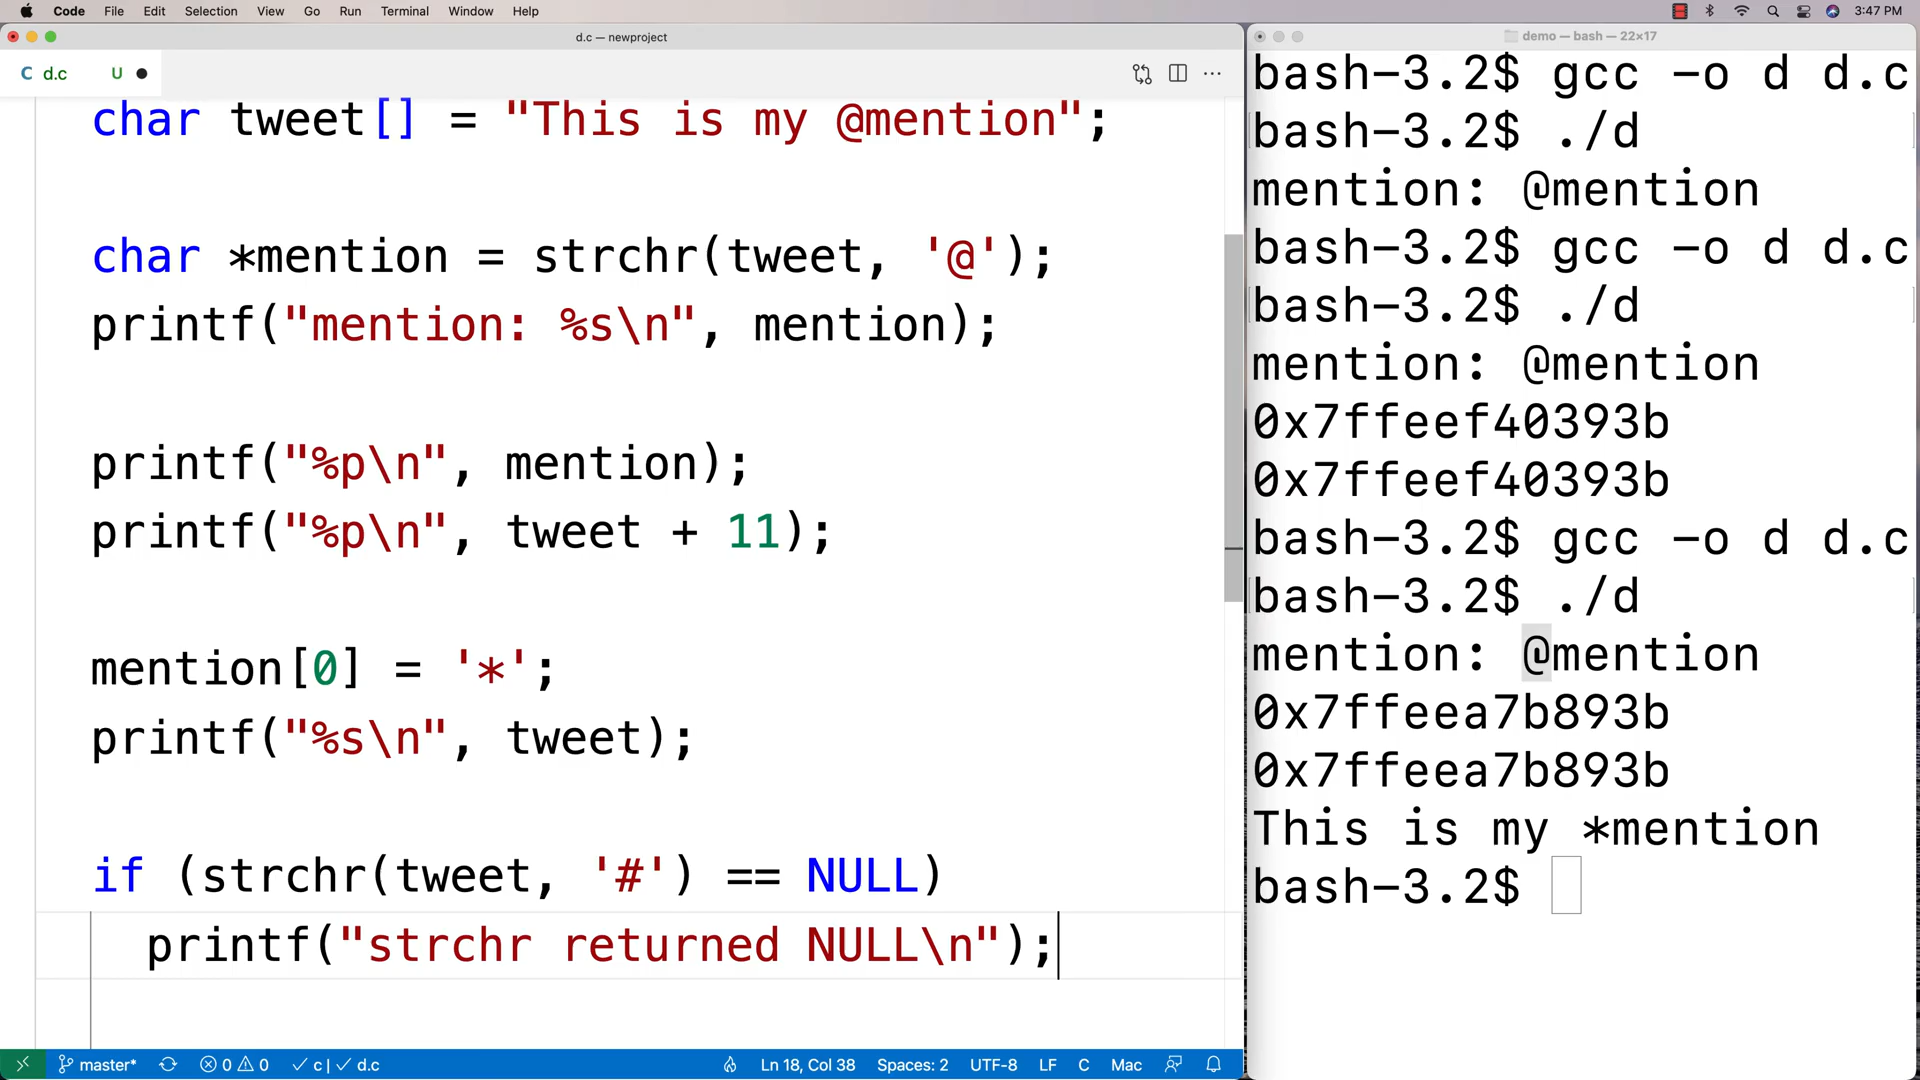 Code File Edit Selection View Go Run Terminal Window Help 3:47 PM
d.c — newproject
C d.c U
char tweet[] = "This is my @mention";
char *mention = strchr(tweet, '@');
printf("mention: %s\n", mention);
printf("%p\n", mention);
printf("%p\n", tweet + 11);
mention[0] = '*';
printf("%s\n", tweet);
if (strchr(tweet, '#') == NULL)
printf("strchr returned NULL\n");
master* 0 0 c | d.c Ln 18, Col 38 Spaces: 2 UTF-8 LF C Mac
demo — bash — 22×17
bash-3.2$ gcc -o d d.c
bash-3.2$ ./d
mention: @mention
bash-3.2$ gcc -o d d.c
bash-3.2$ ./d
mention: @mention
0x7ffeef40393b
0x7ffeef40393b
bash-3.2$ gcc -o d d.c
bash-3.2$ ./d
mention: @mention
0x7ffeea7b893b
0x7ffeea7b893b
This is my *mention
bash-3.2$